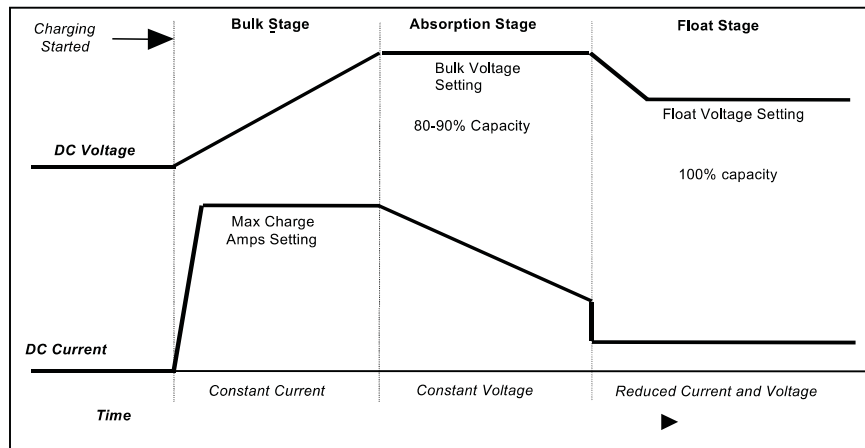 Charging
Started
Bulk Stage
Absorption Stage
Float Stage
Bulk Voltage
Setting
80-90% Capacity
Float Voltage Setting
DC Voltage
100% capacity
Max Charge
Amps Setting
DC Current
Constant Current
Constant Voltage
Reduced Current and Voltage
Time